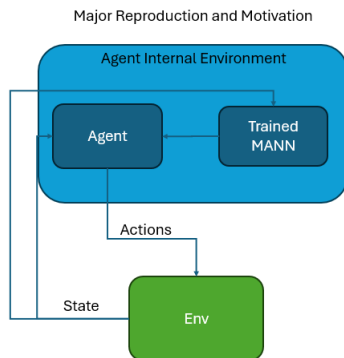 Major Reproduction and Motivation
Agent Internal Environment
Agent
Trained
MANN
Actions
State
Env